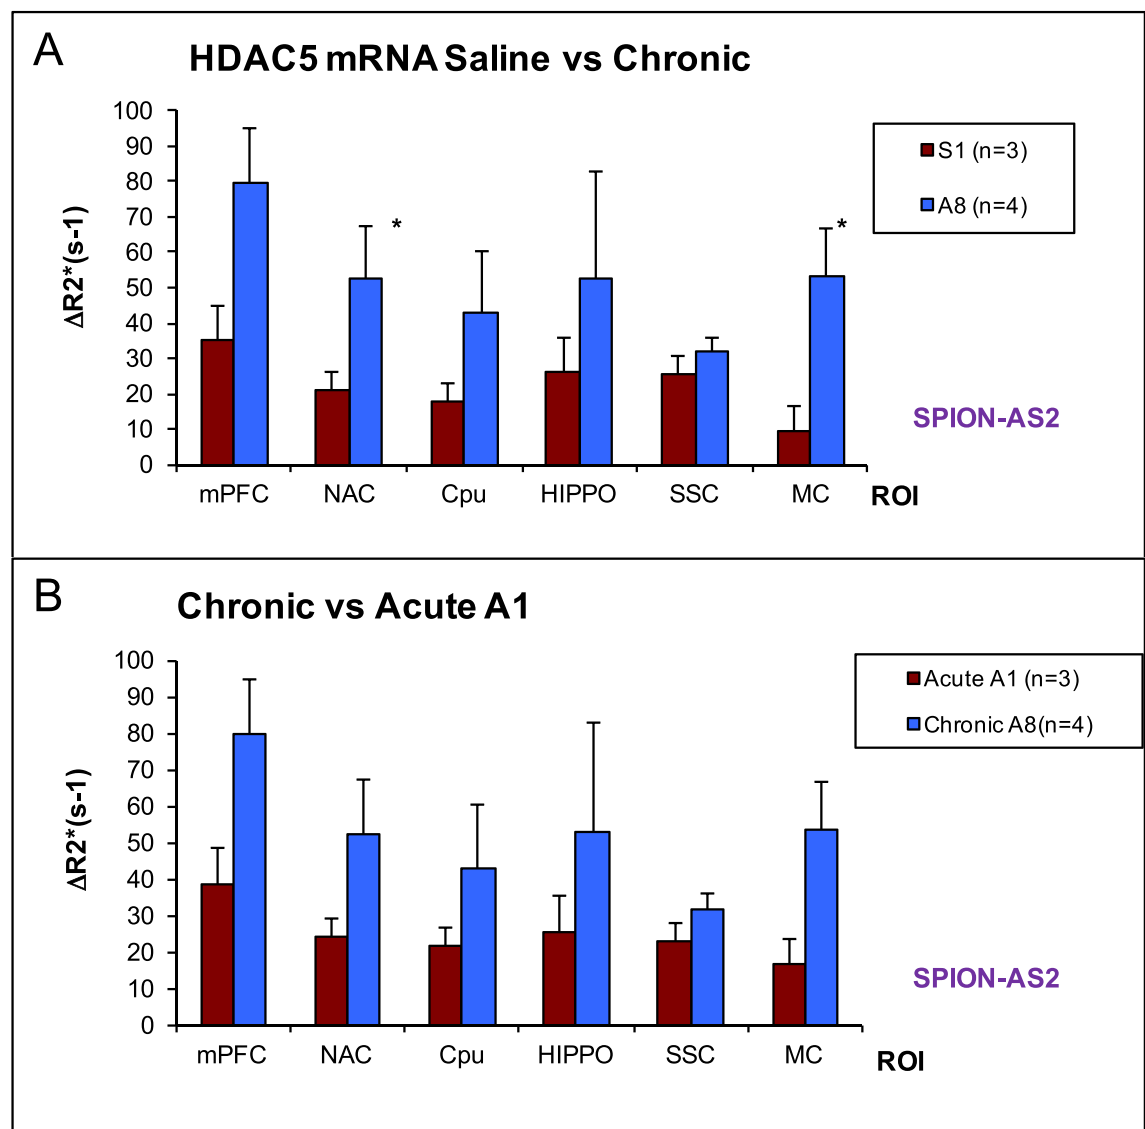 A
HDAC5 mRNA Saline vs Chronic
ΔR2*(s-1)
100
90
80
70
60
50
40
30
20
10
0
*
*
S1 (n=3)
A8 (n=4)
SPION-AS2
mPFC NAC Cpu HIPPO SSC MC ROI
B
Chronic vs Acute A1
ΔR2*(s-1)
100
90
80
70
60
50
40
30
20
10
0
Acute A1 (n=3)
Chronic A8(n=4)
SPION-AS2
mPFC NAC Cpu HIPPO SSC MC ROI